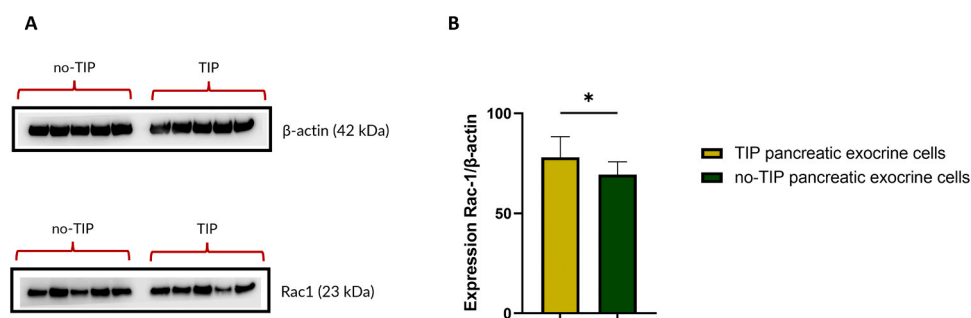 A
no-TIP
TIP
β-actin (42 kDa)
no-TIP
TIP
Rac1 (23 kDa)
B
*
Expression Rac-1/β-actin
100
50
0
TIP pancreatic exocrine cells
no-TIP pancreatic exocrine cells